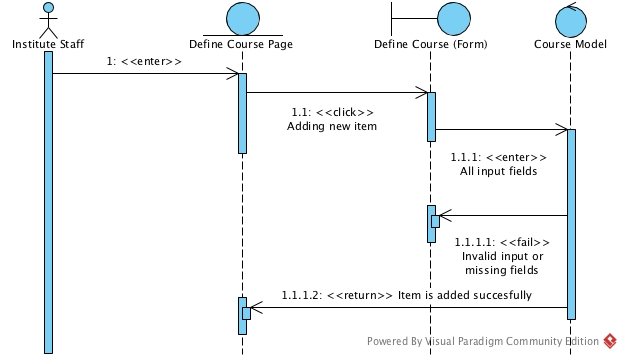 Institute Staff
Define Course Page
Define Course (Form)
Course Model
1: <<enter>>
1.1: <<click>>
Adding new item
1.1.1: <<enter>>
All input fields
1.1.1.1: <<fail>>
Invalid input or
missing fields
1.1.1.2: <<return>> Item is added succesfully
Powered By Visual Paradigm Community Edition